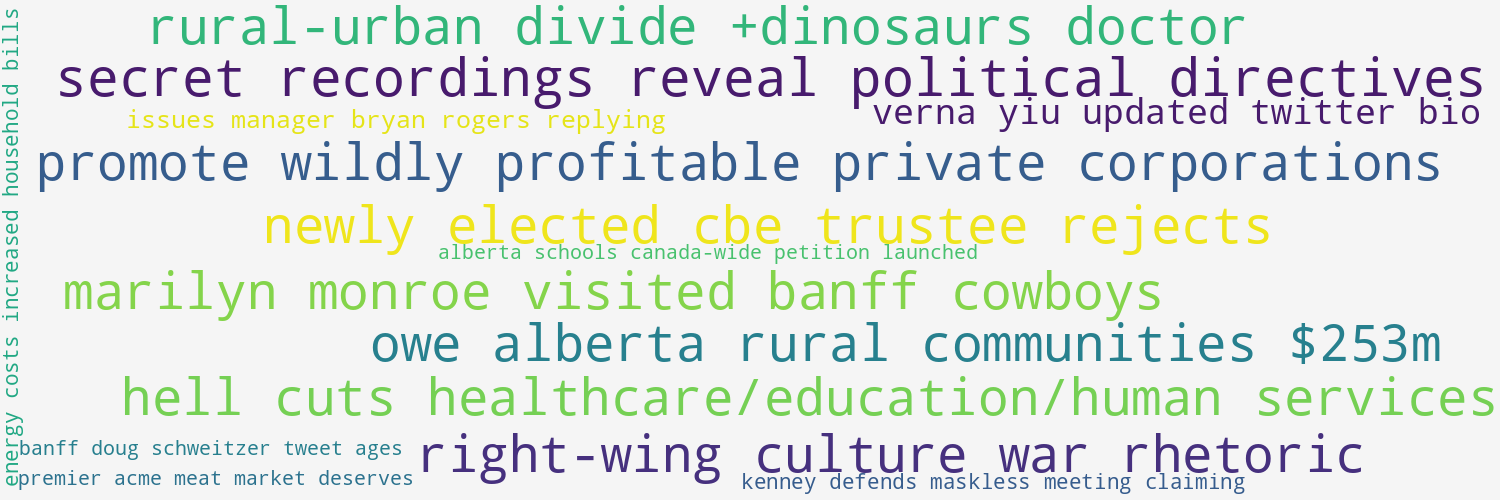 rural-urban divide +dinosaurs doctor
secret recordings reveal political directives
verna yiu updated twitter bio
issues manager bryan rogers replying
promote wildly profitable private corporations
newly elected cbe trustee rejects
alberta schools canada-wide petition launched
marilyn monroe visited banff cowboys
owe alberta rural communities $253m
hell cuts healthcare/education/human services
banff doug schweitzer tweet ages
right-wing culture war rhetoric
premier acme meat market deserves
kenney defends maskless meeting claiming
energy costs increased household bills